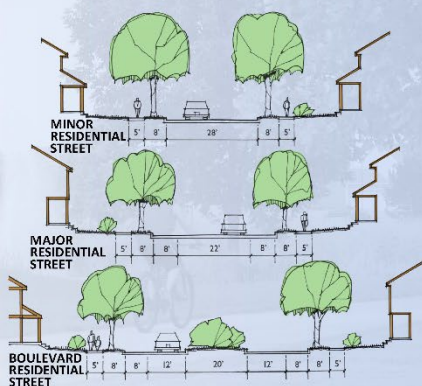 MINOR
RESIDENTIAL
STREET
5' 8' 28' 8' 5'
MAJOR
RESIDENTIAL
STREET
5' 8' 8' 22' 8' 8' 5'
BOULEVARD
RESIDENTIAL
STREET
5' 8' 8' 12' 20' 12' 8' 8' 5'